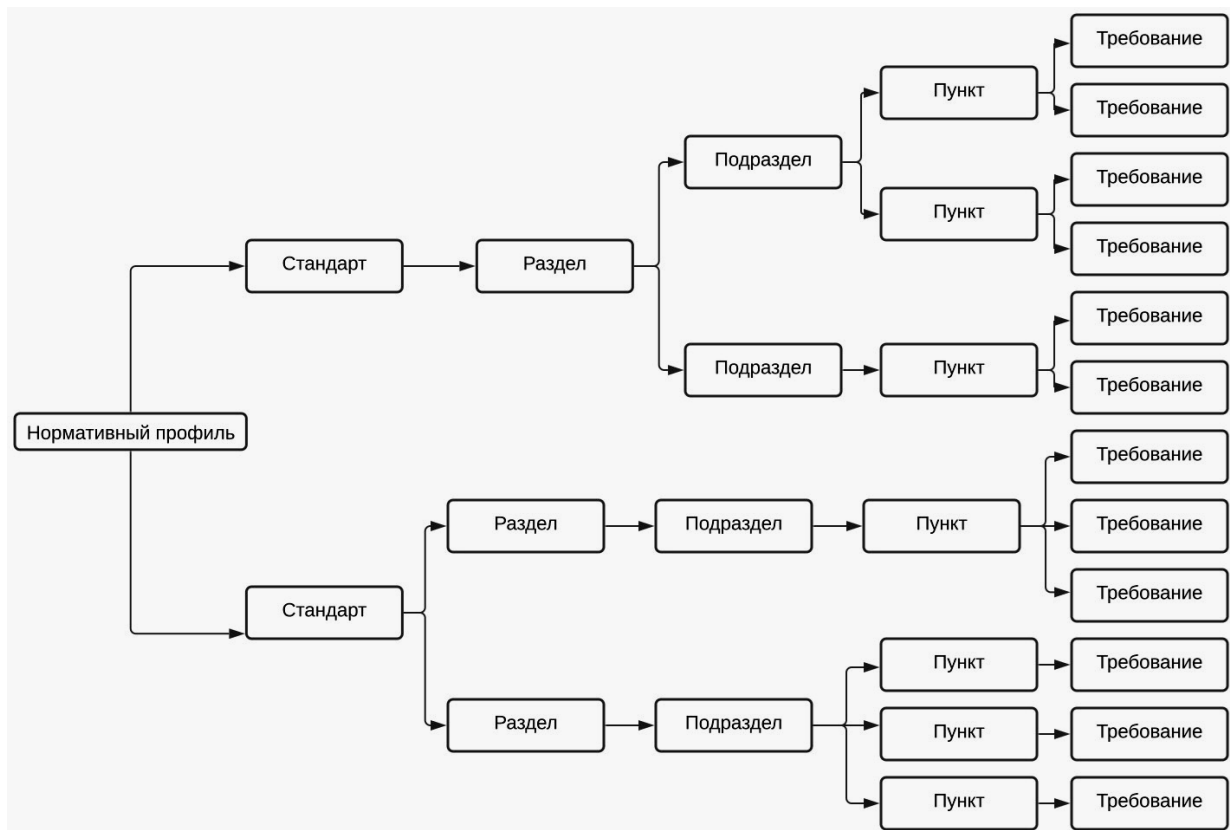 Нормативный профиль
Стандарт
Раздел
Подраздел
Пункт
Требование
Требование
Пункт
Требование
Требование
Подраздел
Пункт
Требование
Требование
Стандарт
Раздел
Подраздел
Пункт
Требование
Требование
Требование
Раздел
Подраздел
Пункт
Требование
Пункт
Требование
Пункт
Требование